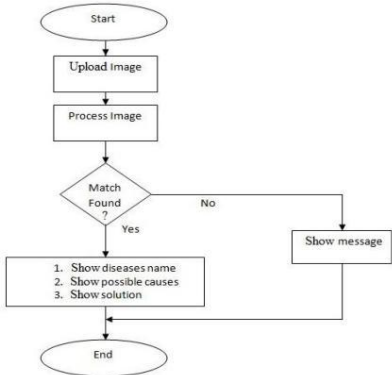 Start
Upload Image
Process Image
Match
Found
?
No
Yes
Show message
1. Show diseases name
2. Show possible causes
3. Show solution
End